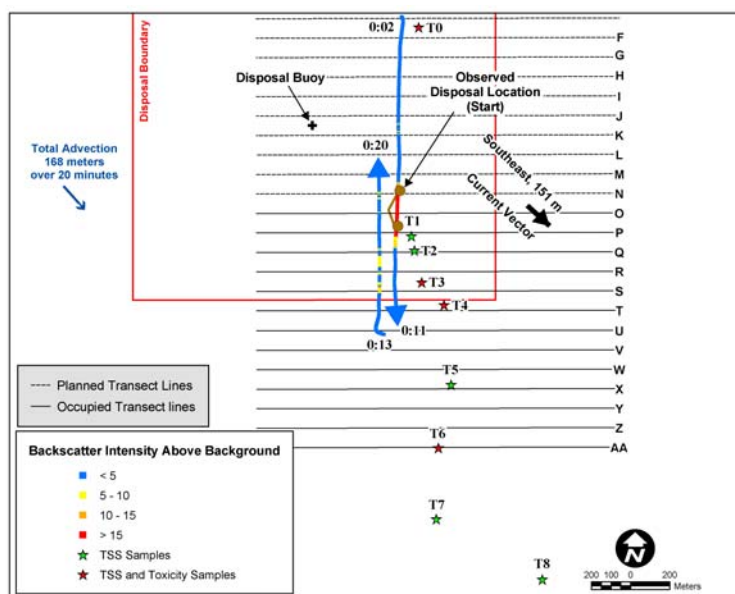 0:02
T0
F
G
H
I
J
K
L
M
N
O
P
Q
R
S
T
U
V
W
X
Y
Z
AA
Disposal Boundary
Disposal Buoy
Observed
Disposal Location
(Start)
Total Advection
168 meters
over 20 minutes
0:20
Southeast, 151 m
Current Vector
T1
T2
T3
T4
0:11
0:13
T5
T6
T7
T8
Planned Transect Lines
Occupied Transect lines
Backscatter Intensity Above Background
< 5
5 - 10
10 - 15
> 15
TSS Samples
TSS and Toxicity Samples
N
200 100 0 200
Meters